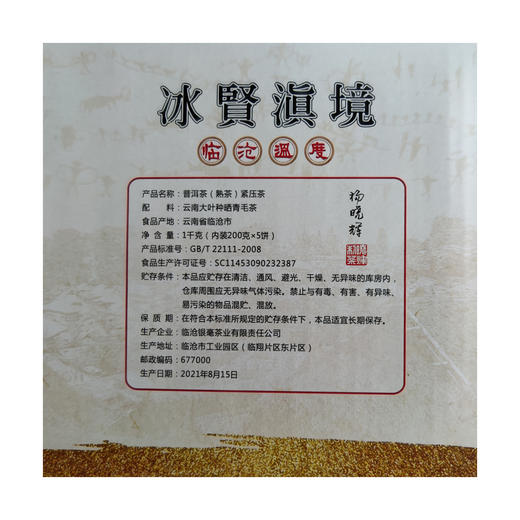 冰賢滇境
临沧溫度
产品名称：普洱茶（熟茶）紧压茶
配 料：云南大叶种晒青毛茶
食品产地：云南省临沧市
净 含 量：1千克（内装200克×5饼）
产品标准号：GB/T 22111-2008
食品生产许可证号：SC11453090232387
贮存条件：本品应贮存在清洁、通风、避光、干燥、无异味的库房内，
仓库周围应无异味气体污染。禁止与有毒、有害、有异味、
易污染的物品混贮、混放。
保 质 期：在符合本标准所规定的贮存条件下，本品适宜长期保存。
生产企业：临沧银毫茶业有限责任公司
生产地址：临沧市工业园区（临翔片区东片区）
邮政编码：677000
生产日期：2021年8月15日
杨晓辉